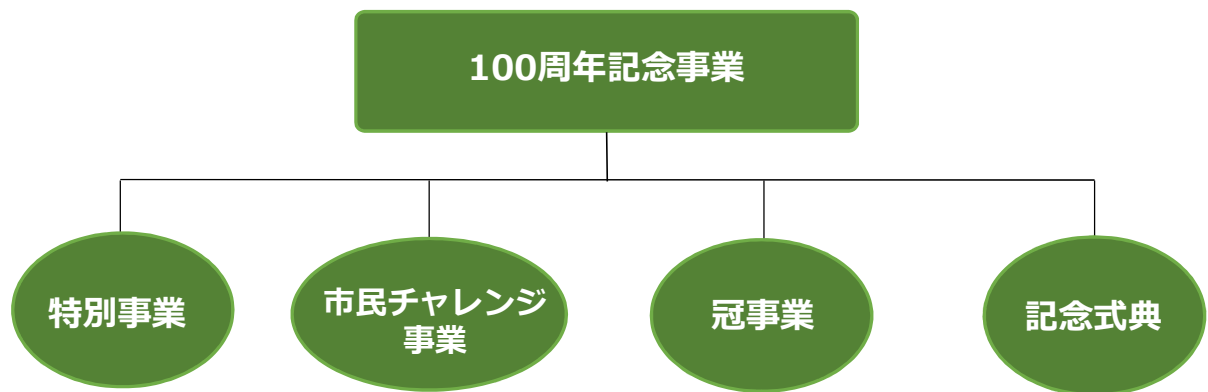 100周年記念事業
特別事業
市民チャレンジ
事業
冠事業
記念式典